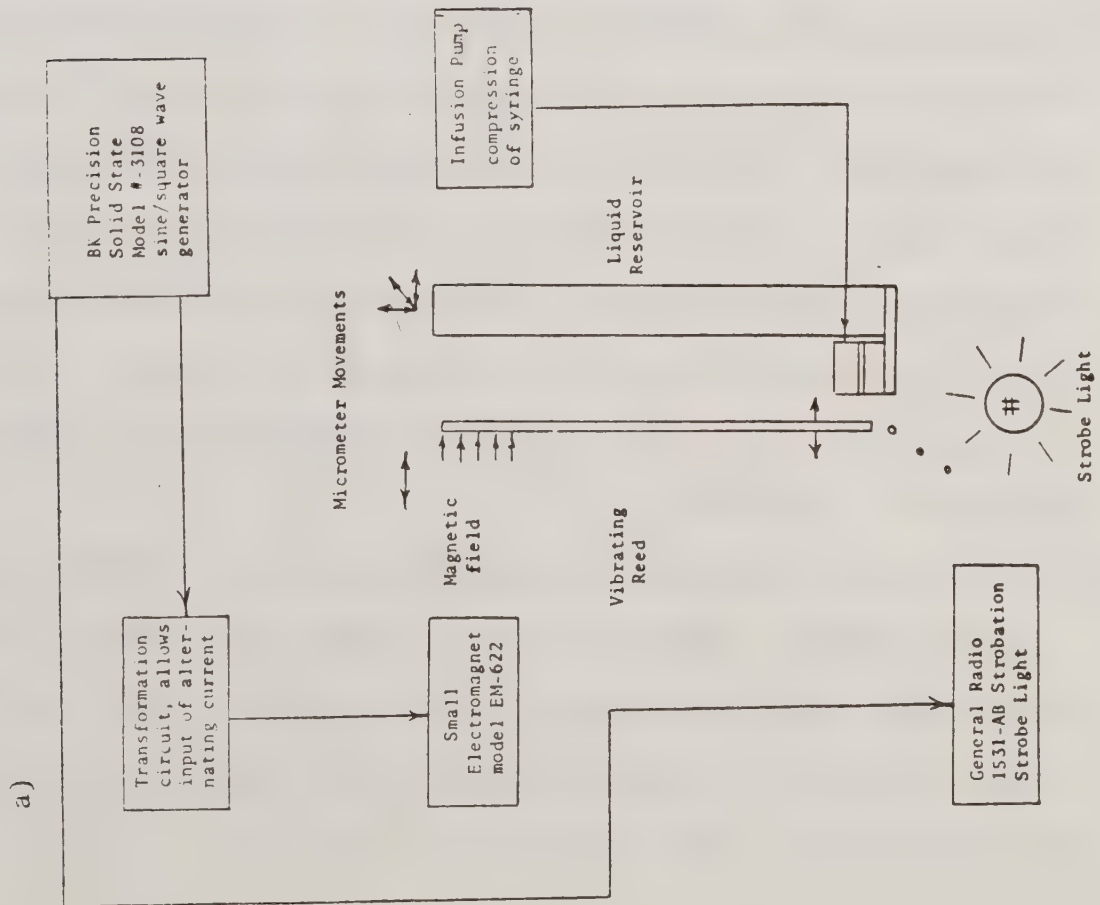 a)
BK Precision
Solid State
Model #-3108
sine/square wave
generator
Transformation
circuit, allows
input of alter-
nating current
Small
Electromagnet
model EM-622
General Radio
1531-AB Strobation
Strobe Light
Micrometer Movements
Magnetic
field
Vibrating
Reed
Liquid
Reservoir
Infusion Pump
compression
of syringe
#
Strobe Light